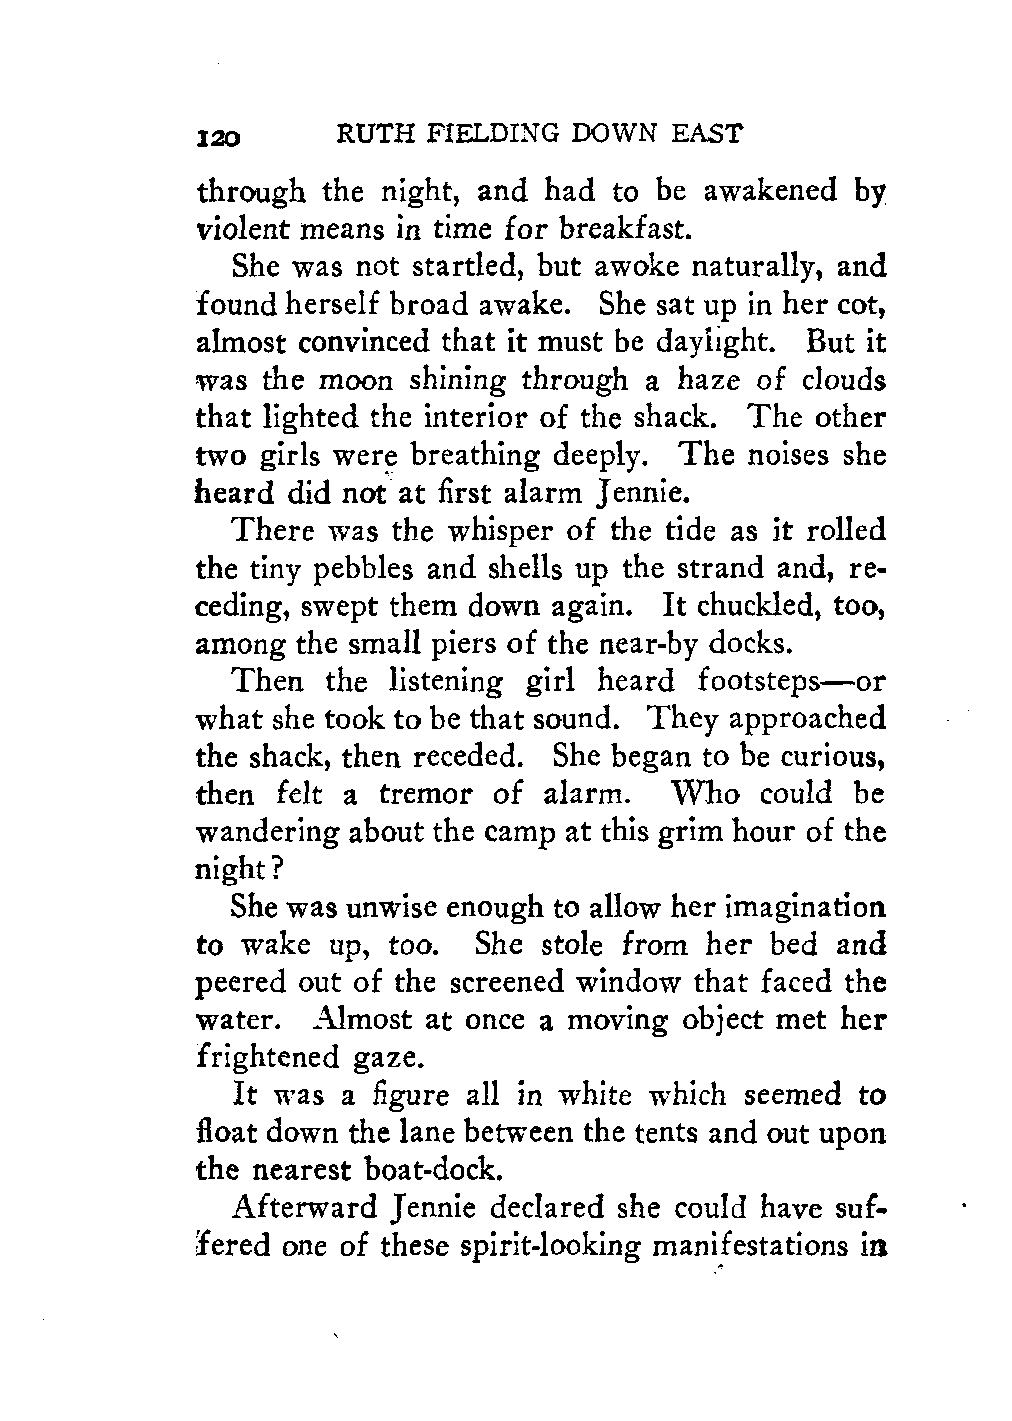 120 RUTH FIELDING DOWN EAST
through the night, and had to be awakened by
violent means in time for breakfast.
She was not startled, but awoke naturally, and
found herself broad awake. She sat up in her cot,
almost convinced that it must be daylight. But it
was the moon shining through a haze of clouds
that lighted the interior of the shack. The other
two girls were breathing deeply. The noises she
heard did not at first alarm Jennie.
There was the whisper of the tide as it rolled
the tiny pebbles and shells up the strand and, re-
ceding, swept them down again. It chuckled, too,
among the small piers of the near-by docks.
Then the listening girl heard footsteps—or
what she took to be that sound. They approached
the shack, then receded. She began to be curious,
then felt a tremor of alarm. Who could be
wandering about the camp at this grim hour of the
night?
She was unwise enough to allow her imagination
to wake up, too. She stole from her bed and
peered out of the screened window that faced the
water. Almost at once a moving object met her
frightened gaze.
It was a figure all in white which seemed to
float down the lane between the tents and out upon
the nearest boat-dock.
Afterward Jennie declared she could have suf-
fered one of these spirit-looking manifestations in